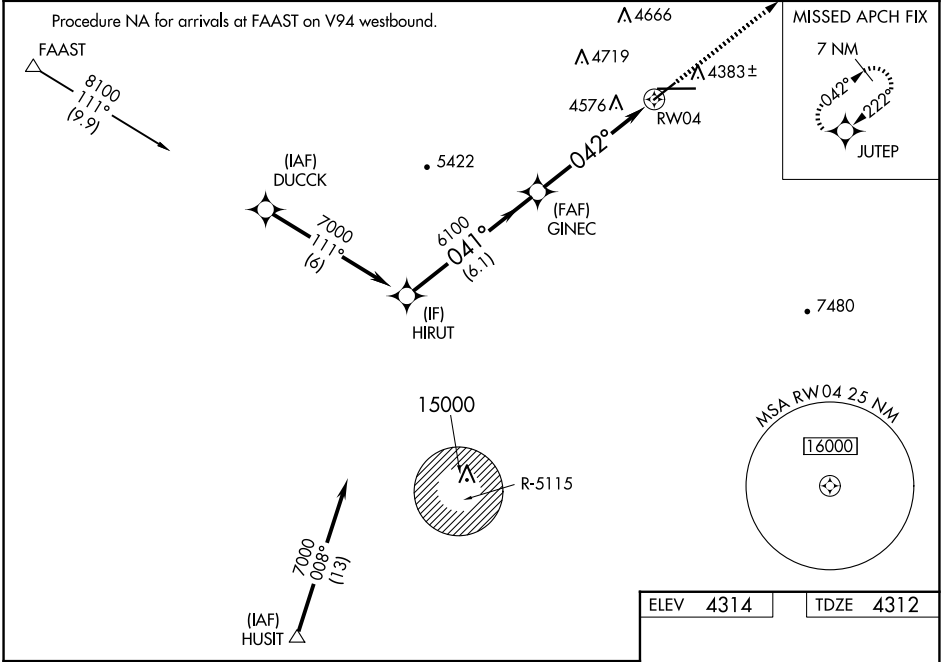 Procedure NA for arrivals at FAAST on V94 westbound.
FAAST
8100
111°
(9.9)
(IAF)
DUCCK
7000
111°
(6)
5422
4666
4719
4383±
4576
RW04
042°
(FAF)
GINEC
6100
041°
(6.1)
(IF)
HIRUT
MISSED APCH FIX
7 NM
042°
222°
JUTEP
7480
15000
R-5115
MSA RW04 25 NM
16000
7000
008°
(13)
(IAF)
HUSIT
ELEV 4314
TDZE 4312